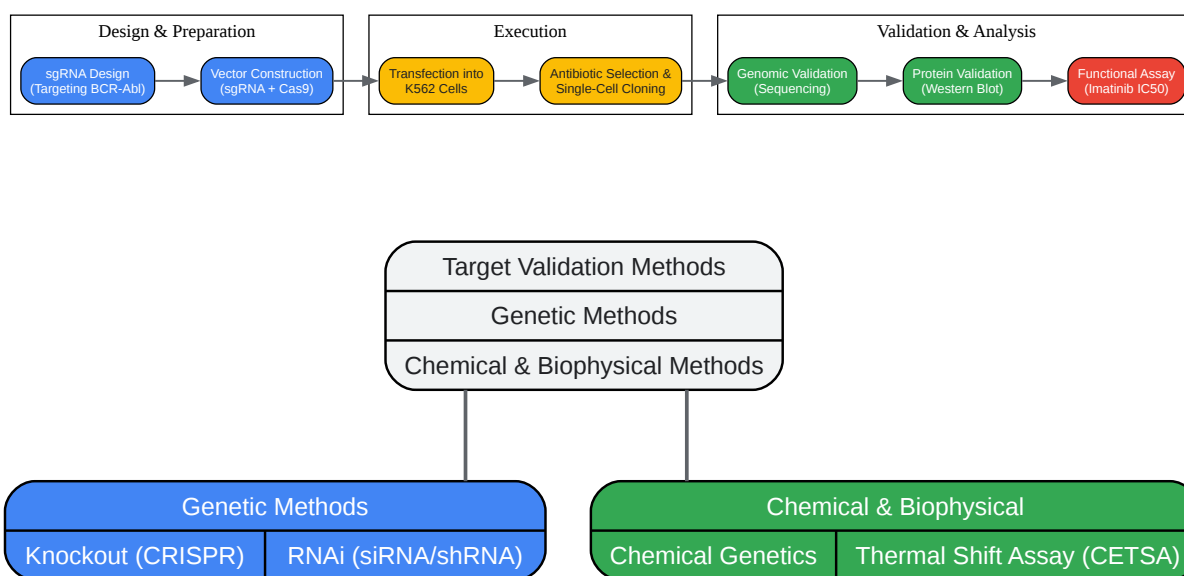 Design & Preparation
Execution
Validation & Analysis
sgRNA Design
(Targeting BCR-Abl)
Vector Construction
(sgRNA + Cas9)
Transfection into
K562 Cells
Antibiotic Selection &
Single-Cell Cloning
Genomic Validation
(Sequencing)
Protein Validation
(Western Blot)
Functional Assay
(Imatinib IC50)
Target Validation Methods
Genetic Methods
Chemical & Biophysical Methods
Genetic Methods
Knockout (CRISPR)
RNAi (siRNA/shRNA)
Chemical & Biophysical
Chemical Genetics
Thermal Shift Assay (CETSA)